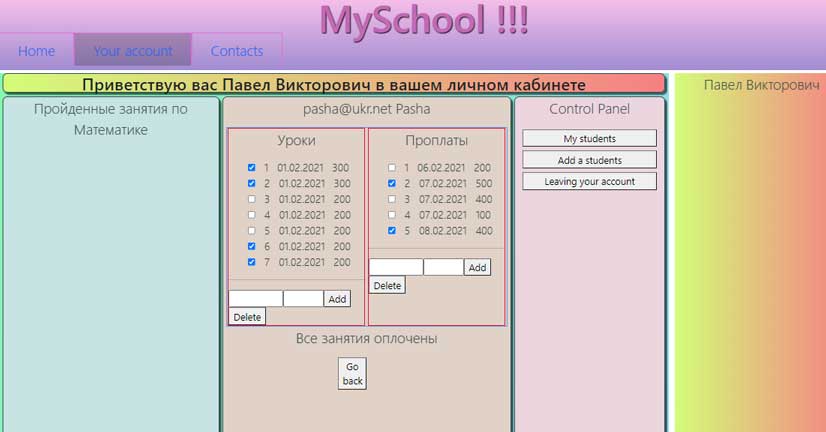 MySchool !!!
Home
Your account
Contacts
Приветствую вас Павел Викторович в вашем личном кабинете
Павел Викторович
Пройденные занятия по
Математике
pasha@ukr.net Pasha
Уроки
1 01.02.2021 300
2 01.02.2021 300
3 01.02.2021 200
4 01.02.2021 200
5 01.02.2021 200
6 01.02.2021 200
7 01.02.2021 200
Add
Delete
Проплаты
1 06.02.2021 200
2 07.02.2021 500
3 07.02.2021 400
4 07.02.2021 100
5 08.02.2021 400
Add
Delete
Все занятия оплочены
Go
back
Control Panel
My students
Add a students
Leaving your account